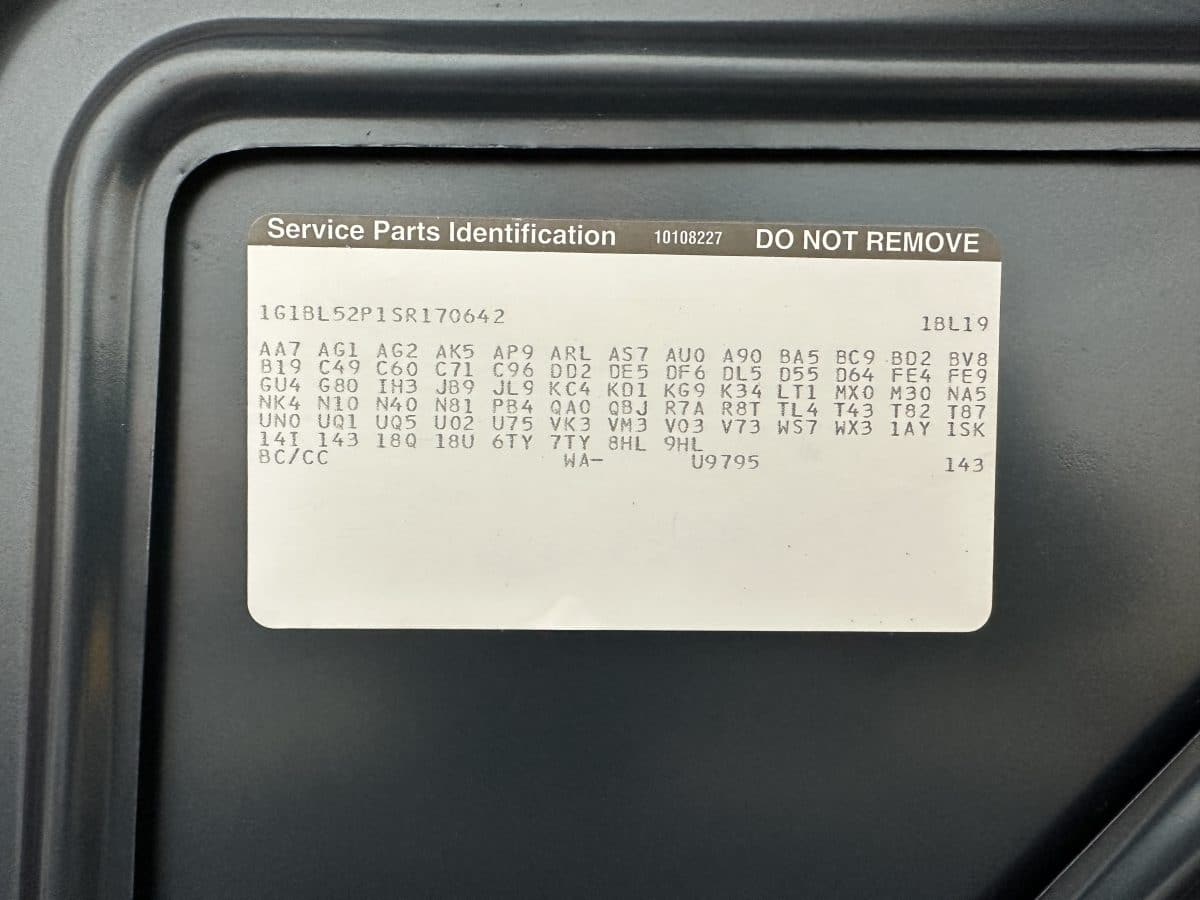 Service Parts Identification 10108227 DO NOT REMOVE
1G1BL52P1SR170642 1BL19
AA7 AG1 AG2 AK5 AP9 ARL AS7 AU0 A90 BA5 BC9 BD2 BV8
B19 C49 C60 C71 C96 DD2 DE5 DF6 DL5 D55 D64 FE4 FE9
GU4 G80 IH3 JB9 JL9 KC4 KD1 KG9 K34 LT1 MX0 M30 NA5
NK4 N10 N40 N81 PB4 QA0 QBJ R7A R8T TL4 T43 T82 T87
UN0 UQ1 UQ5 U02 U75 VK3 VM3 V03 V73 WS7 WX3 1AY 1SK
14I 143 18Q 18U 6TY 7TY 8HL 9HL
BC/CC WA- U9795 143